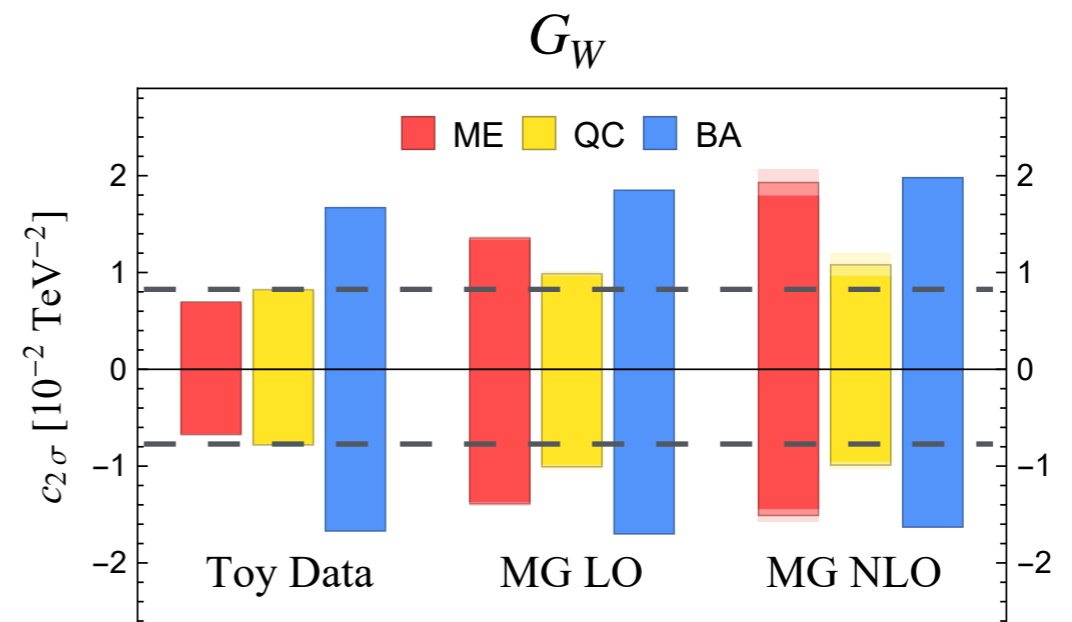 G_W
ME QC BA
c_{2σ} [10^{-2} TeV^{-2}]
2
1
0
−1
−2
2
1
0
−1
−2
Toy Data
MG LO
MG NLO